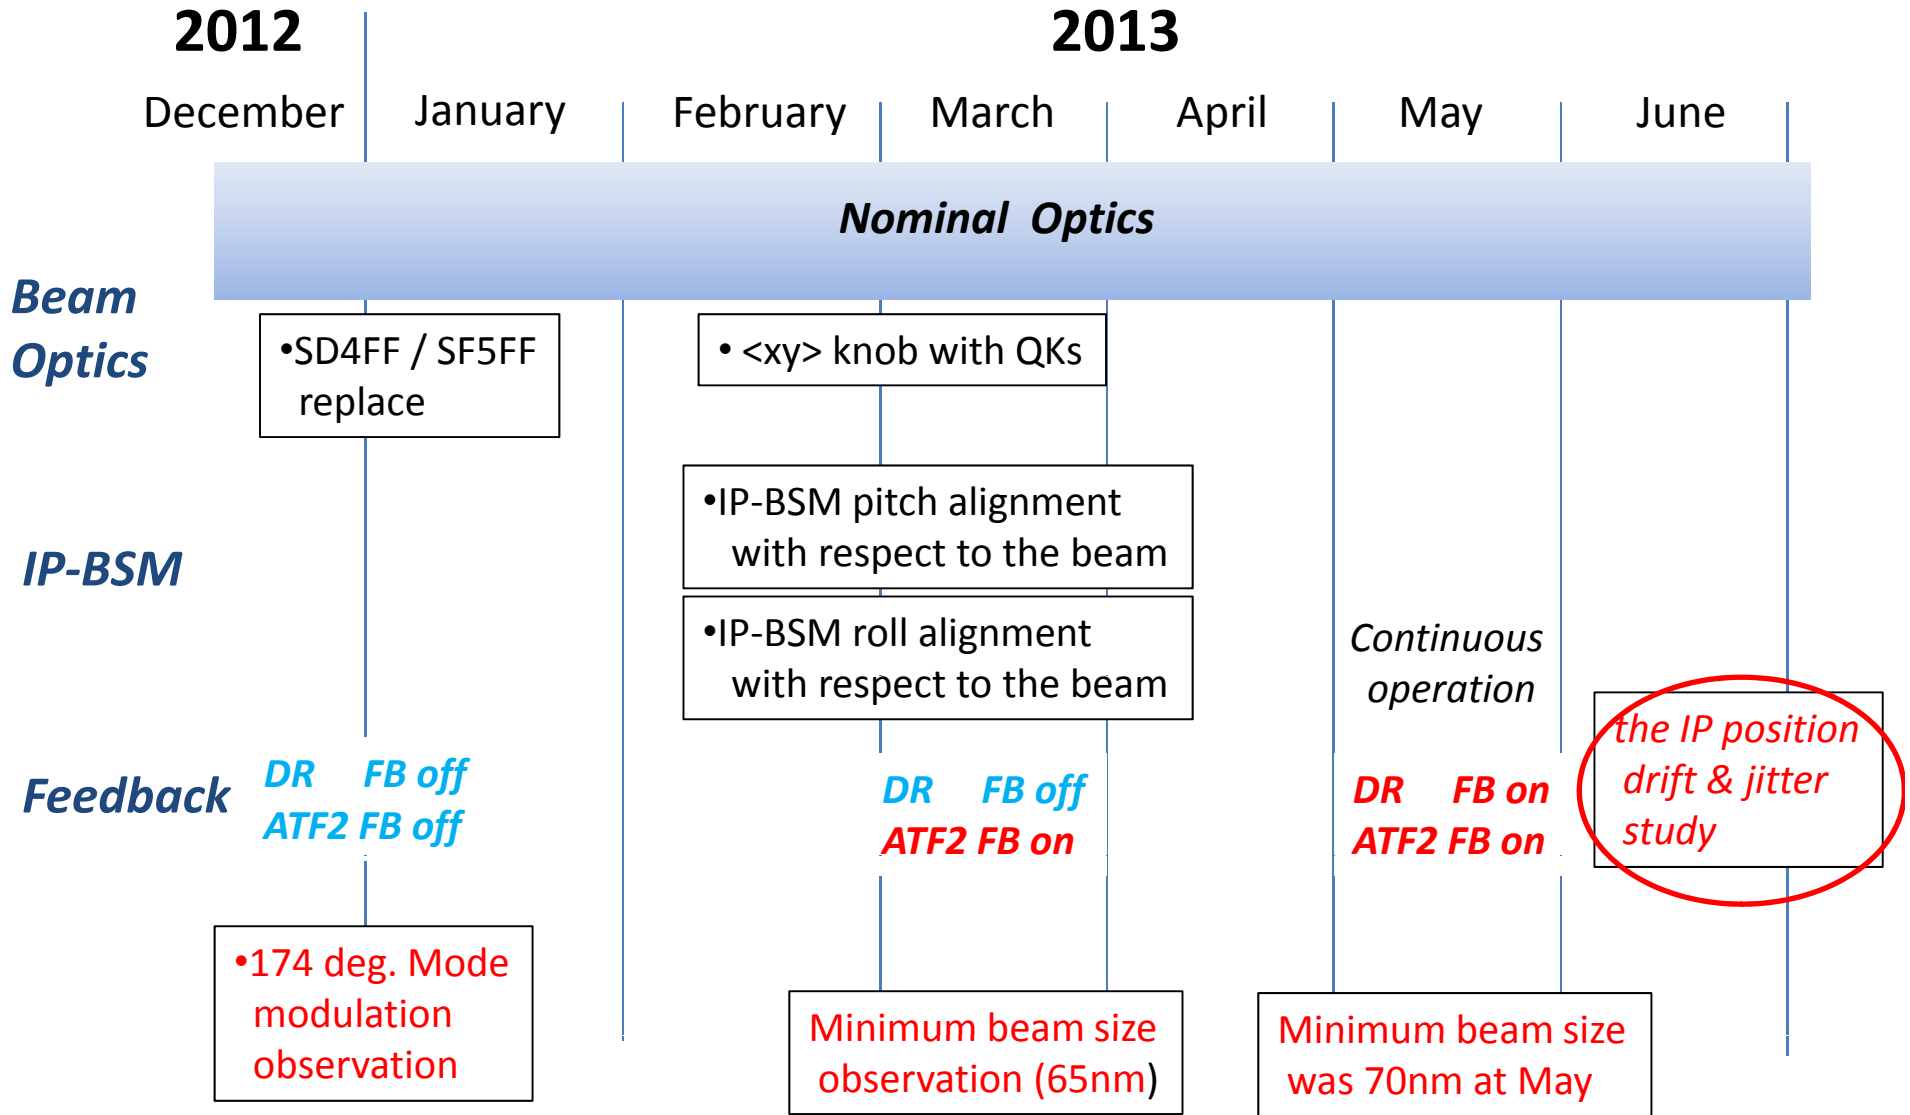 2012
2013
December
January
February
March
April
May
June
Nominal Optics
Beam
Optics
•SD4FF / SF5FF
replace
• <xy> knob with QKs
IP-BSM
•IP-BSM pitch alignment
with respect to the beam
•IP-BSM roll alignment
with respect to the beam
Continuous
operation
Feedback
DR FB off
ATF2 FB off
DR FB off
ATF2 FB on
DR FB on
ATF2 FB on
the IP position
drift & jitter
study
•174 deg. Mode
modulation
observation
Minimum beam size
observation (65nm)
Minimum beam size
was 70nm at May